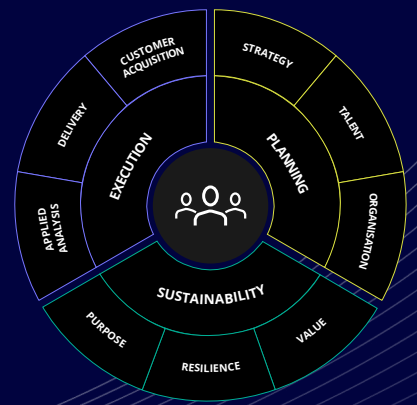 CUSTOMER
ACQUISITION
STRATEGY
DELIVERY
TALENT
EXECUTION
PLANNING
APPLIED
ANALYSIS
ORGANISATION
SUSTAINABILITY
PURPOSE
RESILIENCE
VALUE